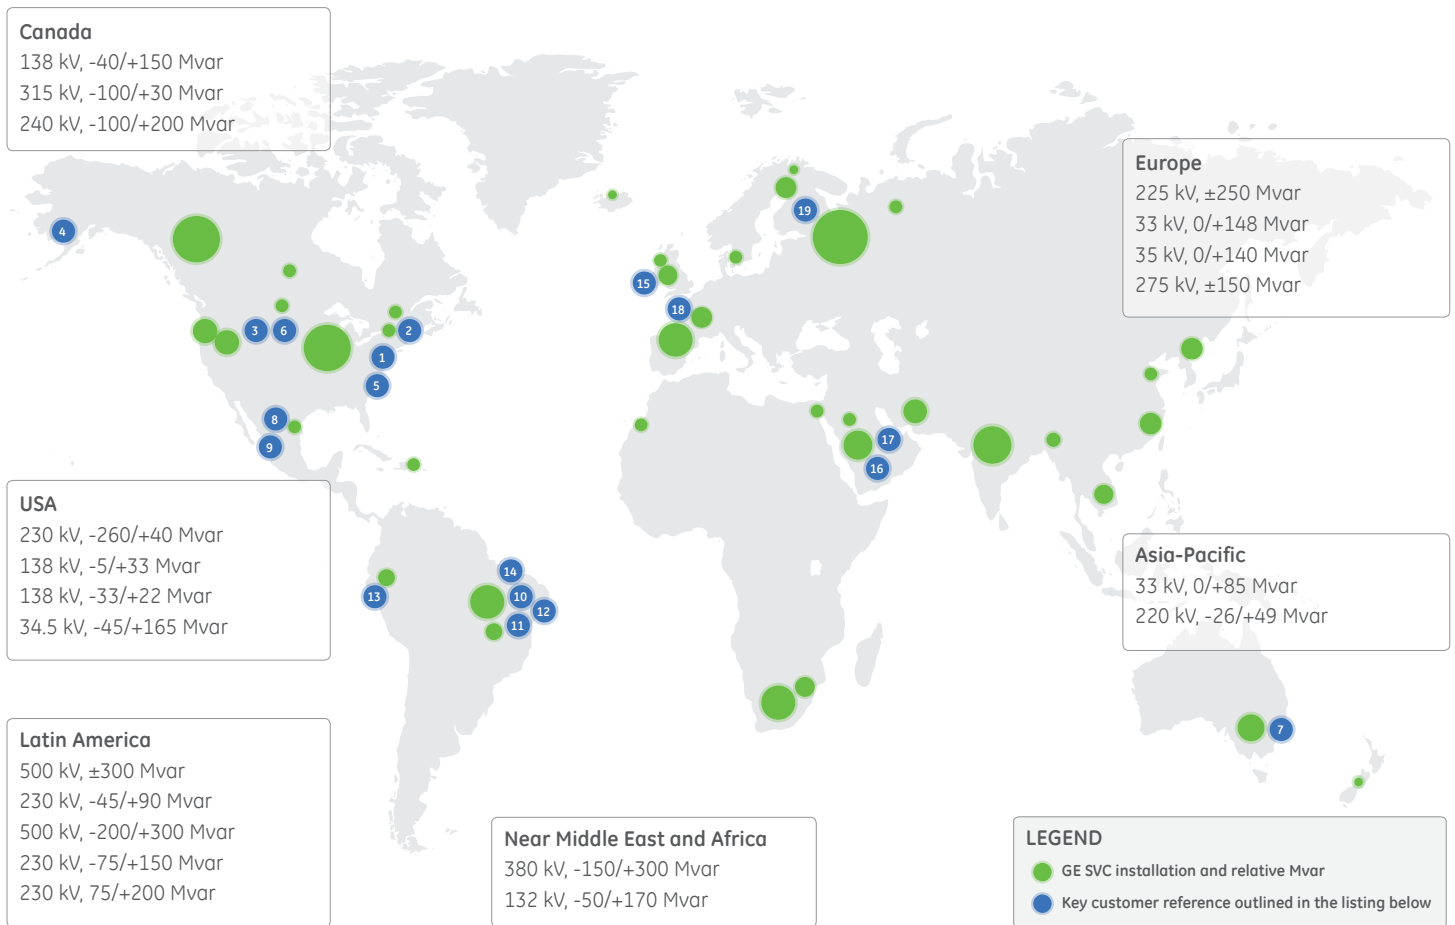 Canada
138 kV, -40/+150 Mvar
315 kV, -100/+30 Mvar
240 kV, -100/+200 Mvar
Europe
225 kV, ±250 Mvar
33 kV, 0/+148 Mvar
35 kV, 0/+140 Mvar
275 kV, ±150 Mvar
19
4
15
18
3
6
2
1
5
8
9
17
16
USA
230 kV, -260/+40 Mvar
138 kV, -5/+33 Mvar
138 kV, -33/+22 Mvar
34.5 kV, -45/+165 Mvar
Asia-Pacific
33 kV, 0/+85 Mvar
220 kV, -26/+49 Mvar
14
13
10
12
11
7
Latin America
500 kV, ±300 Mvar
230 kV, -45/+90 Mvar
500 kV, -200/+300 Mvar
230 kV, -75/+150 Mvar
230 kV, 75/+200 Mvar
Near Middle East and Africa
380 kV, -150/+300 Mvar
132 kV, -50/+170 Mvar
LEGEND
GE SVC installation and relative Mvar
Key customer reference outlined in the listing below